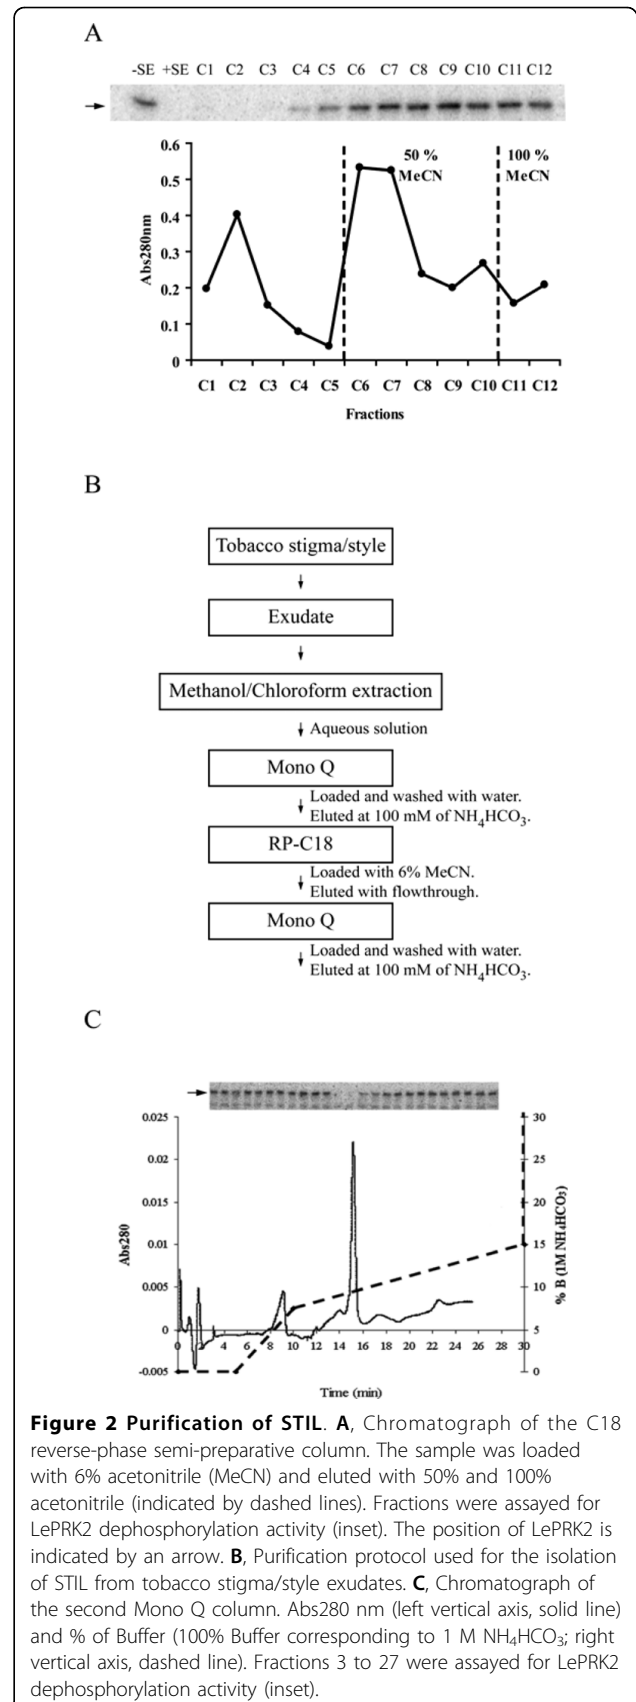 A
-SE +SE C1 C2 C3 C4 C5 C6 C7 C8 C9 C10 C11 C12
0.6
0.5
0.4
0.3
0.2
0.1
0
Abs280nm
50 %
MeCN
100 %
MeCN
C1 C2 C3 C4 C5 C6 C7 C8 C9 C10 C11 C12
Fractions
B
Tobacco stigma/style
Exudate
Methanol/Chloroform extraction
Aqueous solution
Mono Q
Loaded and washed with water.
Eluted at 100 mM of NH₄HCO₃.
RP-C18
Loaded with 6% MeCN.
Eluted with flowthrough.
Mono Q
Loaded and washed with water.
Eluted at 100 mM of NH₄HCO₃.
C
0.025
0.02
0.015
0.01
0.005
0
-0.005
Abs280
30
25
20
15
10
5
0
% B (1M NH₄HCO₃)
0 2 4 6 8 10 12 14 16 18 20 22 24 26 28 30
Time (min)
Figure 2 Purification of STIL. A, Chromatograph of the C18
reverse-phase semi-preparative column. The sample was loaded
with 6% acetonitrile (MeCN) and eluted with 50% and 100%
acetonitrile (indicated by dashed lines). Fractions were assayed for
LePRK2 dephosphorylation activity (inset). The position of LePRK2 is
indicated by an arrow. B, Purification protocol used for the isolation
of STIL from tobacco stigma/style exudates. C, Chromatograph of
the second Mono Q column. Abs280 nm (left vertical axis, solid line)
and % of Buffer (100% Buffer corresponding to 1 M NH₄HCO₃; right
vertical axis, dashed line). Fractions 3 to 27 were assayed for LePRK2
dephosphorylation activity (inset).